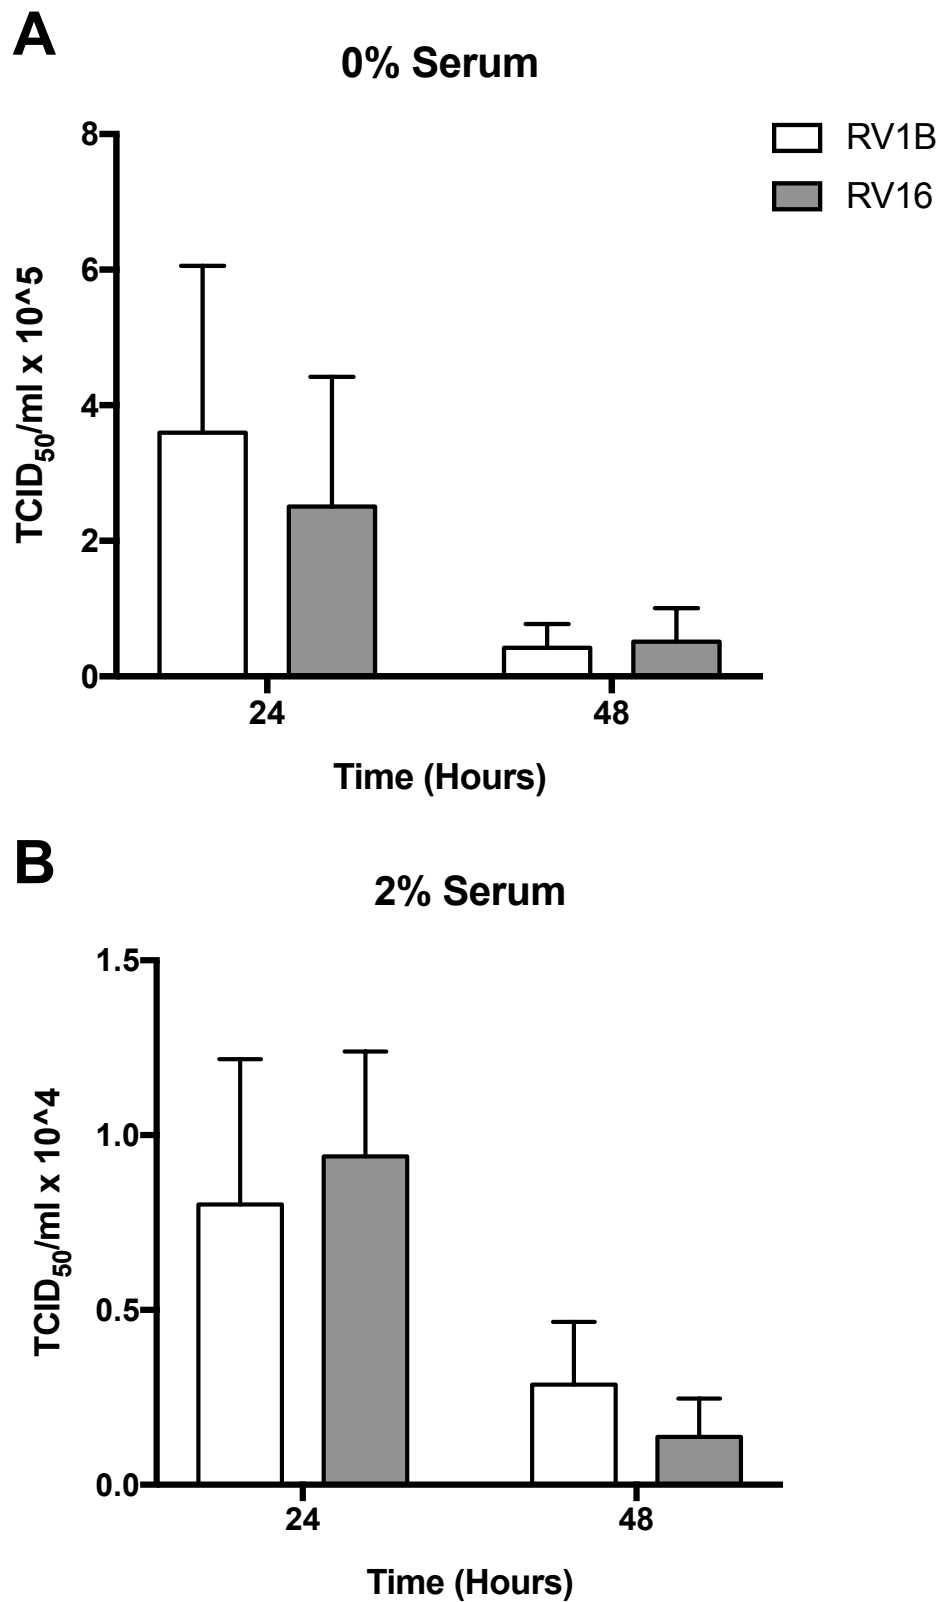 A
0% Serum
RV1B
RV16
8
6
4
2
0
TCID50/ml x 10^5
24
48
Time (Hours)
B
2% Serum
1.5
1.0
0.5
0.0
TCID50/ml x 10^4
24
48
Time (Hours)